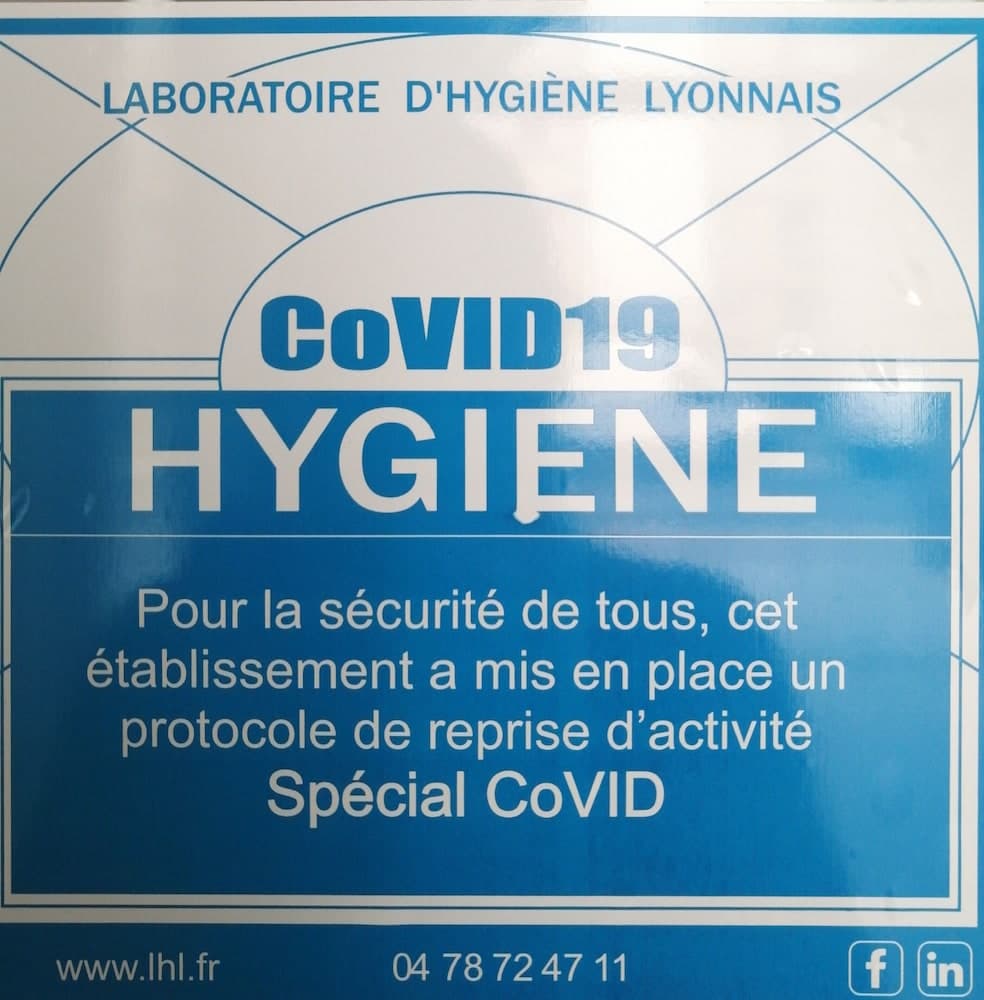 LABORATOIRE D'HYGIÈNE LYONNAIS
CoVID19
HYGIENE
Pour la sécurité de tous, cet
établissement a mis en place un
protocole de reprise d’activité
Spécial CoVID
www.lhl.fr 04 78 72 47 11 f in